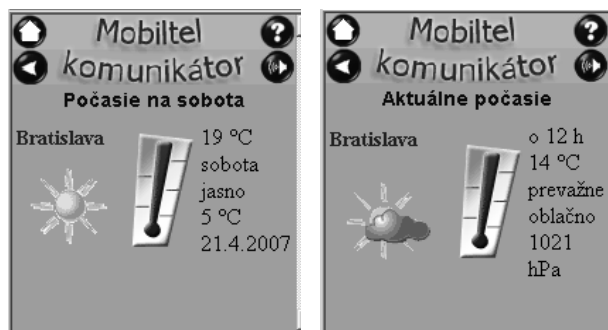 Mobiltel
komunikátor
Počasie na sobota
Bratislava
19 °C
sobota
jasno
5 °C
21.4.2007
Mobiltel
komunikátor
Aktuálne počasie
Bratislava
o 12 h
14 °C
prevažne
oblačno
1021
hPa